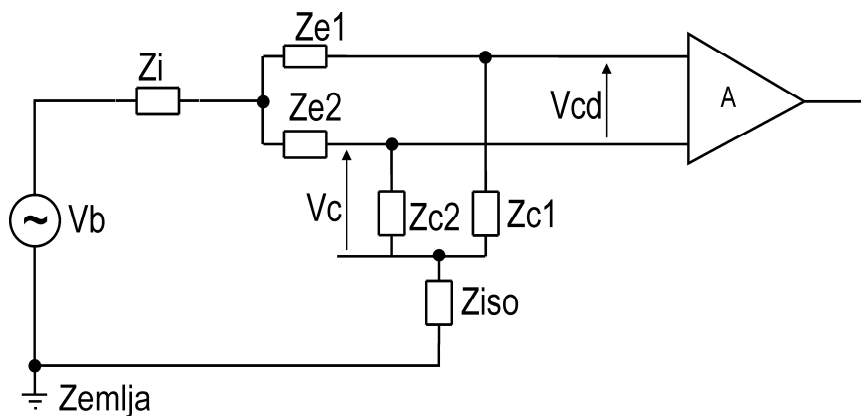 Ze1
Zi
Ze2
Vcd
A
Vb
Vc
Zc2
Zc1
Ziso
Zemlja